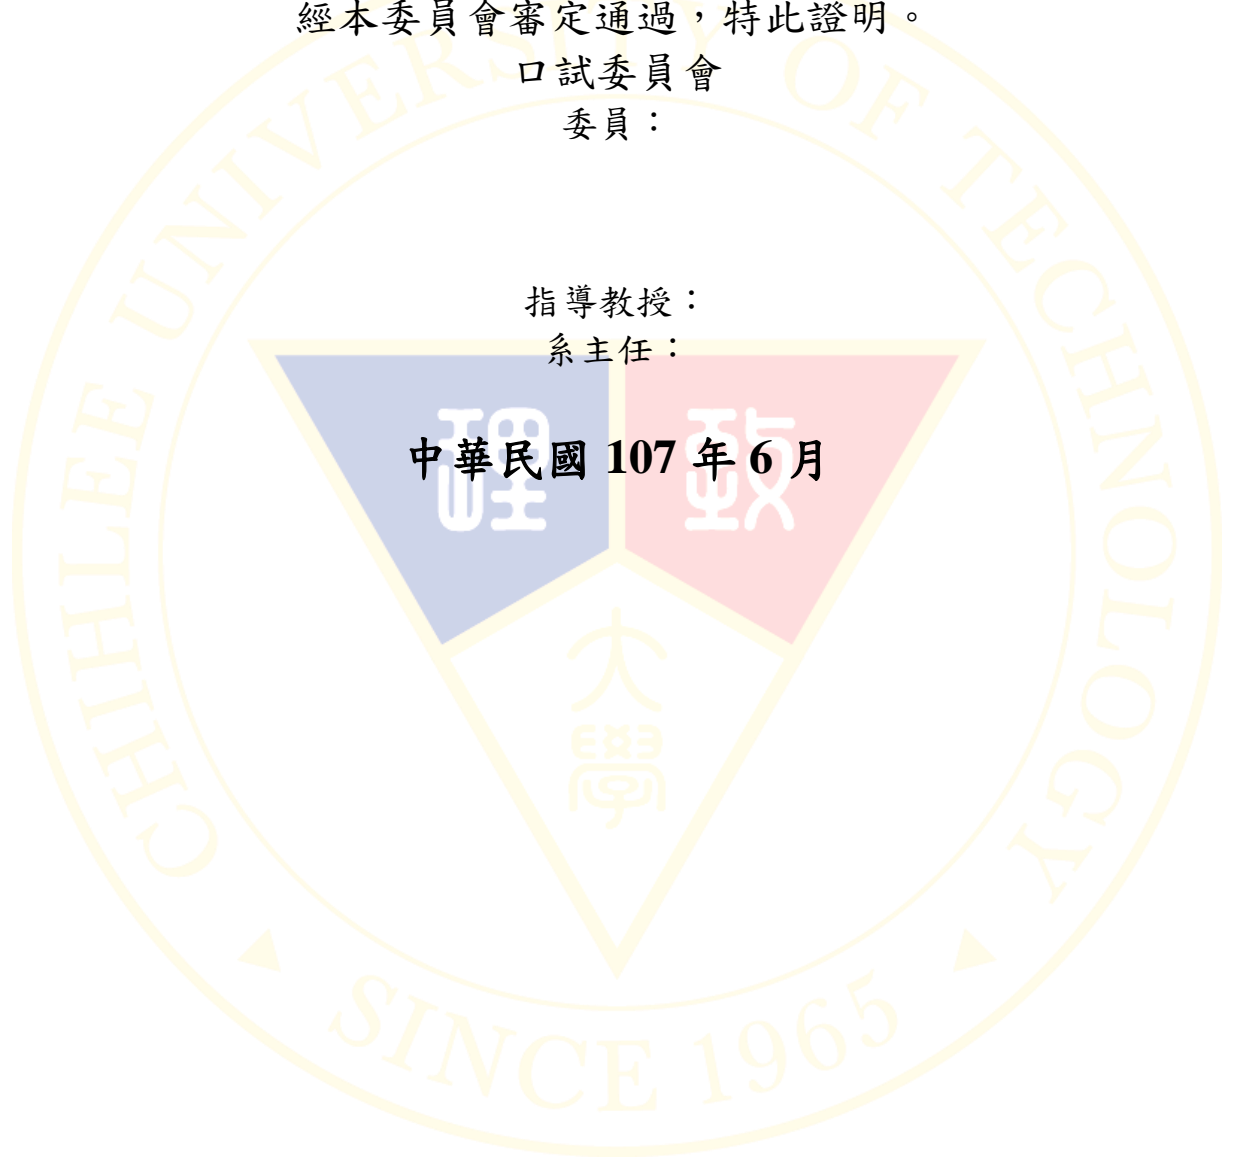 經本委員會審定通過，特此證明。
口試委員會
委員：
指導教授：
系主任：
中華民國 107 年 6 月
理 致
大
學
CHIHLEE UNIVERSITY OF TECHNOLOGY
SINCE 1965